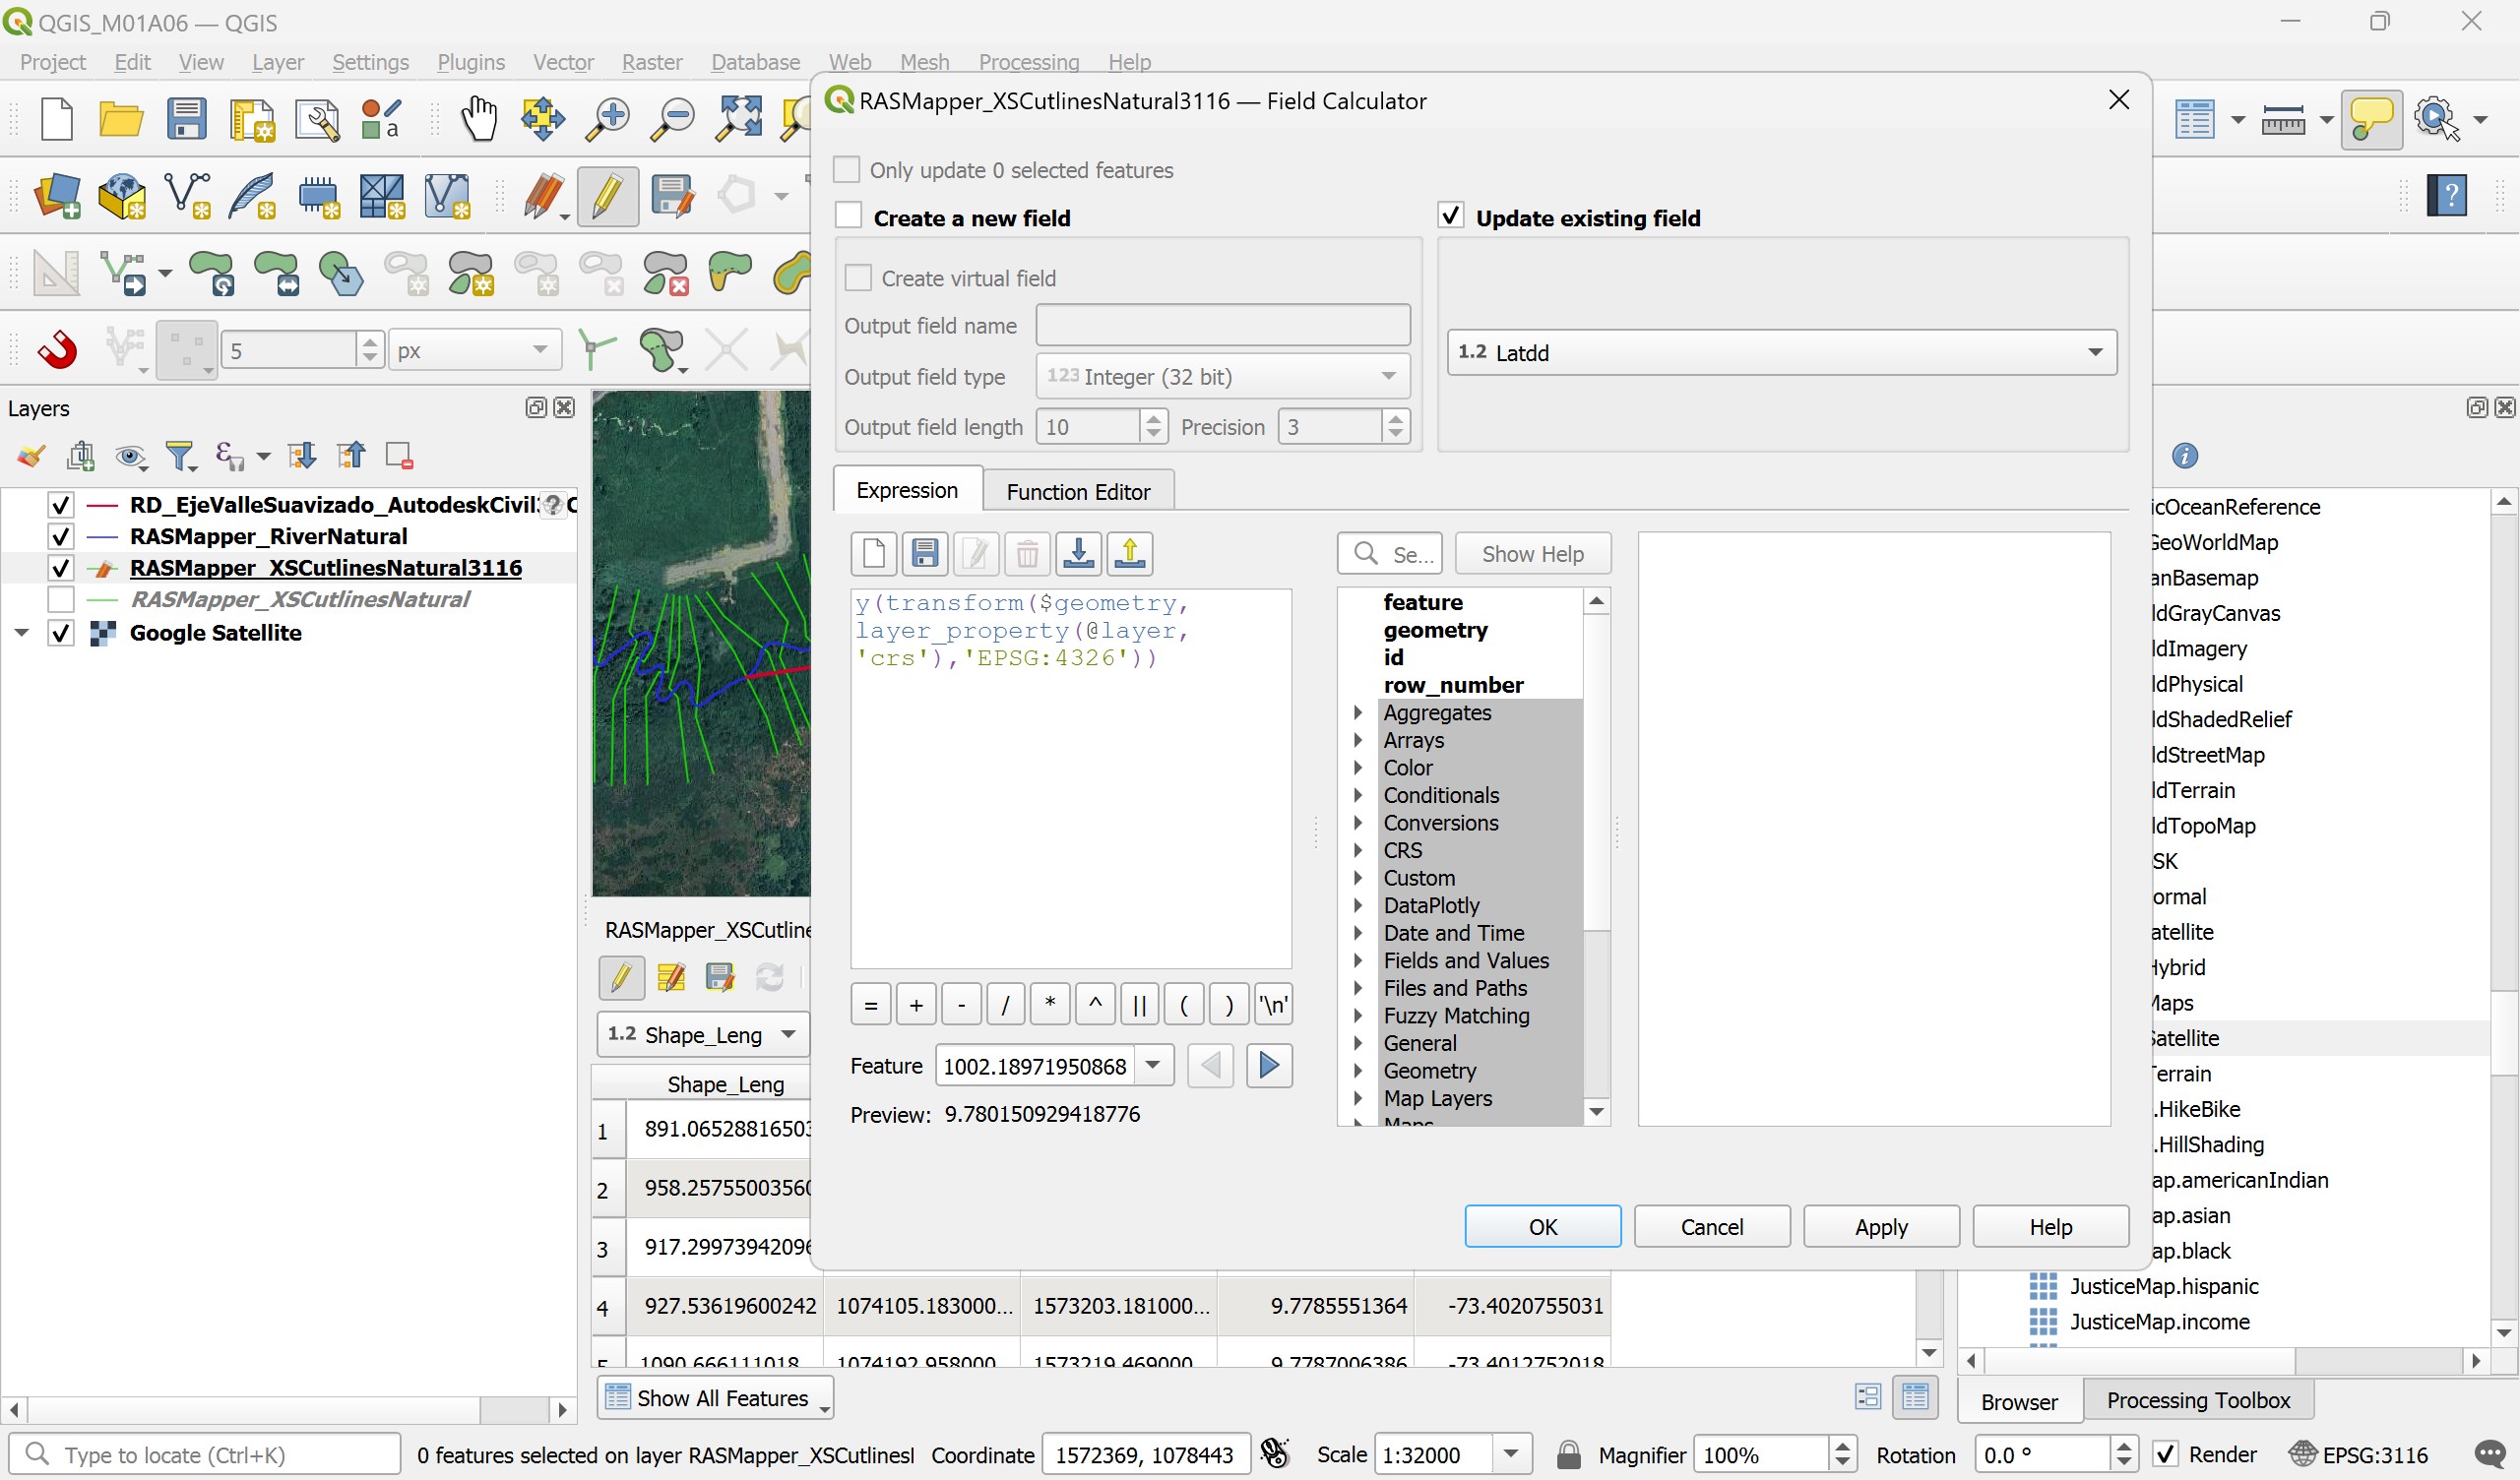 QGIS_M01A06 — QGIS
Project Edit View Layer Settings Plugins Vector Raster Database Web Mesh Processing Help
RASMapper_XSCutlinesNatural3116 — Field Calculator
Only update 0 selected features
Create a new field
Update existing field
Create virtual field
Output field name
1.2 Latdd
Output field type 123 Integer (32 bit)
Output field length 10 Precision 3
5 px
Layers
Expression Function Editor
RD_EjeValleSuavizado_AutodeskCivil
RASMapper_RiverNatural
RASMapper_XSCutlinesNatural3116
RASMapper_XSCutlinesNatural
Google Satellite
Se... Show Help
y(transform($geometry,
layer_property(@layer,
'crs'),'EPSG:4326'))
feature
geometry
id
row_number
Aggregates
Arrays
Color
Conditionals
Conversions
CRS
Custom
DataPlotly
Date and Time
Fields and Values
Files and Paths
Fuzzy Matching
General
Geometry
Map Layers
Maps
= + - / * ^ || ( ) '\n'
Feature 1002.18971950868
Preview: 9.780150929418776
OK Cancel Apply Help
icOceanReference
GeoWorldMap
anBasemap
ldGrayCanvas
ldImagery
ldPhysical
ldShadedRelief
ldStreetMap
ldTerrain
ldTopoMap
SK
ormal
atellite
Hybrid
Maps
Satellite
Terrain
.HikeBike
.HillShading
ap.americanIndian
ap.asian
ap.black
JusticeMap.hispanic
JusticeMap.income
RASMapper_XSCutline
1.2 Shape_Leng
Shape_Leng
1 891.0652881650
2 958.2575500356
3 917.2997394209
4 927.53619600242 1074105.183000... 1573203.181000... 9.7785551364 -73.4020755031
5 1090.666111018 1074192.958000 1573219.469000 9.7787006386 -73.4012752018
Show All Features
Browser Processing Toolbox
Type to locate (Ctrl+K) 0 features selected on layer RASMapper_XSCutlinesl Coordinate 1572369, 1078443 Scale 1:32000 Magnifier 100% Rotation 0.0 ° Render EPSG:3116